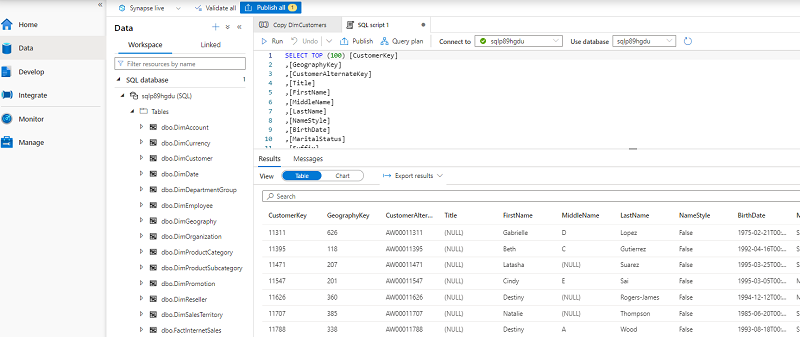 Synapse live
Validate all
Publish all 1
Home
Data
Develop
Integrate
Monitor
Manage
Data
Workspace
Linked
Filter resources by name
SQL database
1
sqlp89hgdu (SQL)
Tables
dbo.DimAccount
dbo.DimCurrency
dbo.DimCustomer
dbo.DimDate
dbo.DimDepartmentGroup
dbo.DimEmployee
dbo.DimGeography
dbo.DimOrganization
dbo.DimProductCategory
dbo.DimProductSubcategory
dbo.DimPromotion
dbo.DimReseller
dbo.DimSalesTerritory
dbo.FactInternetSales
Copy DimCustomers
SQL script 1
Run
Undo
Publish
Query plan
Connect to
sqlp89hgdu
Use database
sqlp89hgdu
1 SELECT TOP (100) [CustomerKey]
2 ,[GeographyKey]
3 ,[CustomerAlternateKey]
4 ,[Title]
5 ,[FirstName]
6 ,[MiddleName]
7 ,[LastName]
8 ,[NameStyle]
9 ,[BirthDate]
10 ,[MaritalStatus]
11 ,[Suffix]
Results
Messages
View
Table
Chart
Export results
Search
CustomerKey GeographyKey CustomerAlter... Title FirstName MiddleName LastName NameStyle BirthDate M
11311 626 AW00011311 (NULL) Gabrielle D Lopez False 1975-02-21T00:...
11395 118 AW00011395 (NULL) Beth C Gutierrez False 1992-04-16T00:...
11471 207 AW00011471 (NULL) Latasha (NULL) Suarez False 1995-03-25T00:...
11547 201 AW00011547 (NULL) Cindy E Sai False 1995-03-05T00:...
11626 360 AW00011626 (NULL) Destiny (NULL) Rogers-James False 1994-12-12T00:...
11707 385 AW00011707 (NULL) Natalie (NULL) Thompson False 1985-06-20T00:...
11788 338 AW00011788 (NULL) Destiny A Wood False 1993-08-18T00:...